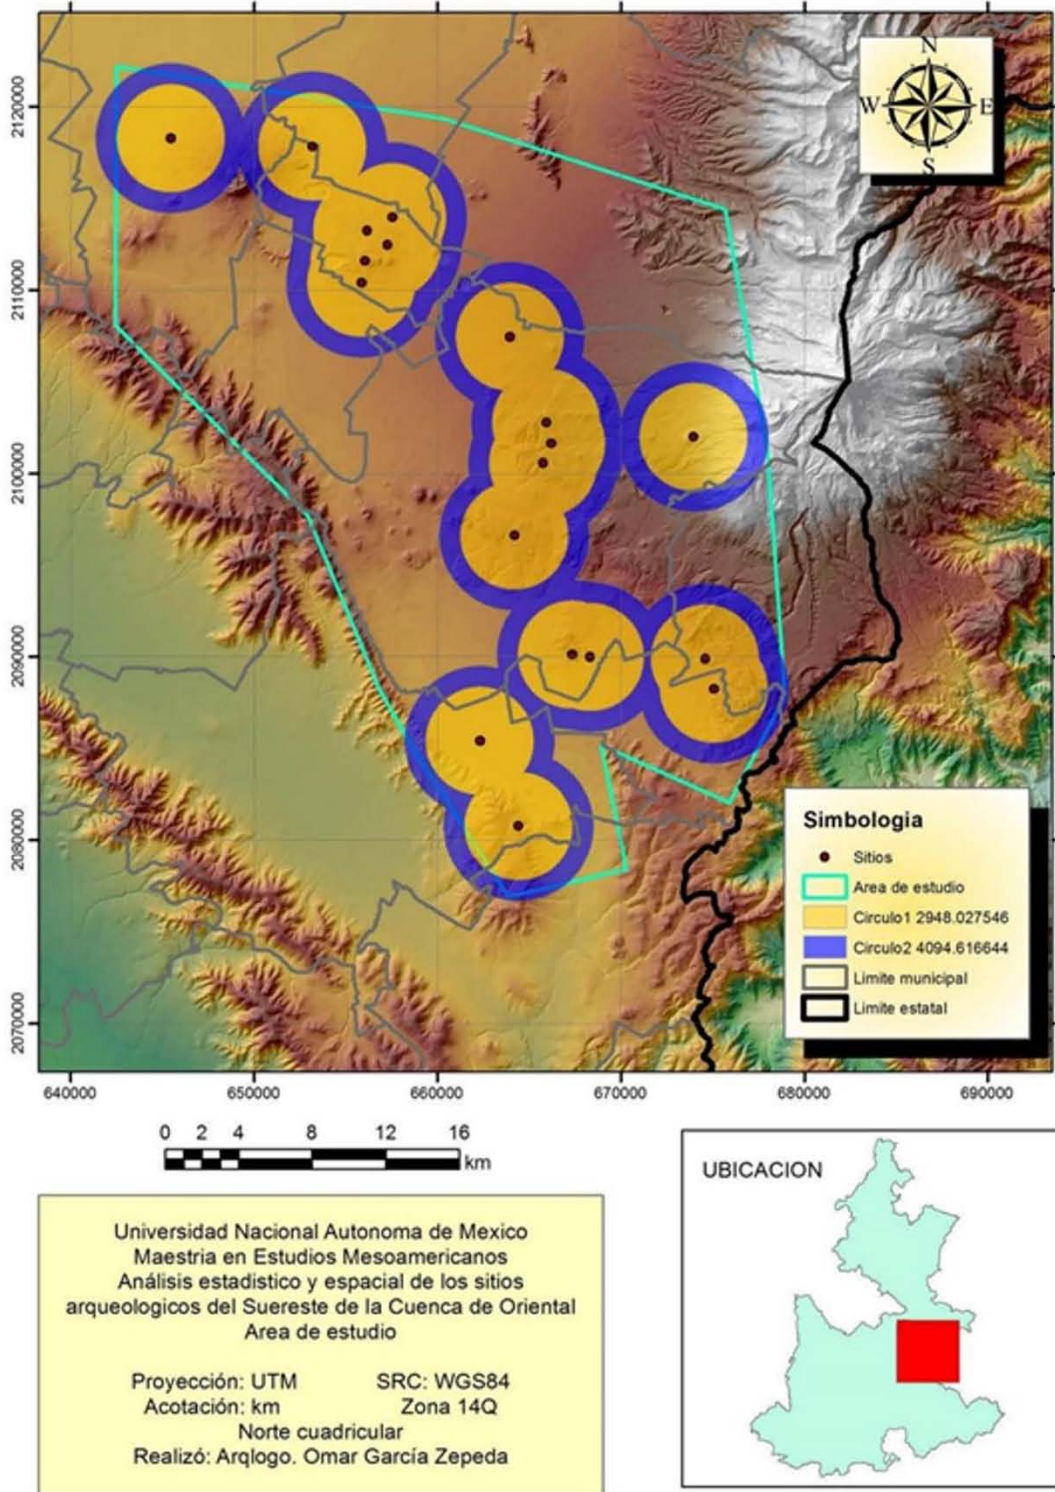 N
W E
S
2120000
2110000
2100000
2090000
2080000
2070000
640000 650000 660000 670000 680000 690000
Simbologia
Sitios
Area de estudio
Circulo1 2948.027546
Circulo2 4094.616644
Limite municipal
Limite estatal
0 2 4 8 12 16
km
UBICACION
Universidad Nacional Autonoma de Mexico
Maestria en Estudios Mesoamericanos
Análisis estadistico y espacial de los sitios
arqueologicos del Suereste de la Cuenca de Oriental
Area de estudio
Proyección: UTM SRC: WGS84
Acotación: km Zona 14Q
Norte cuadricular
Realizó: Arqlogo. Omar García Zepeda